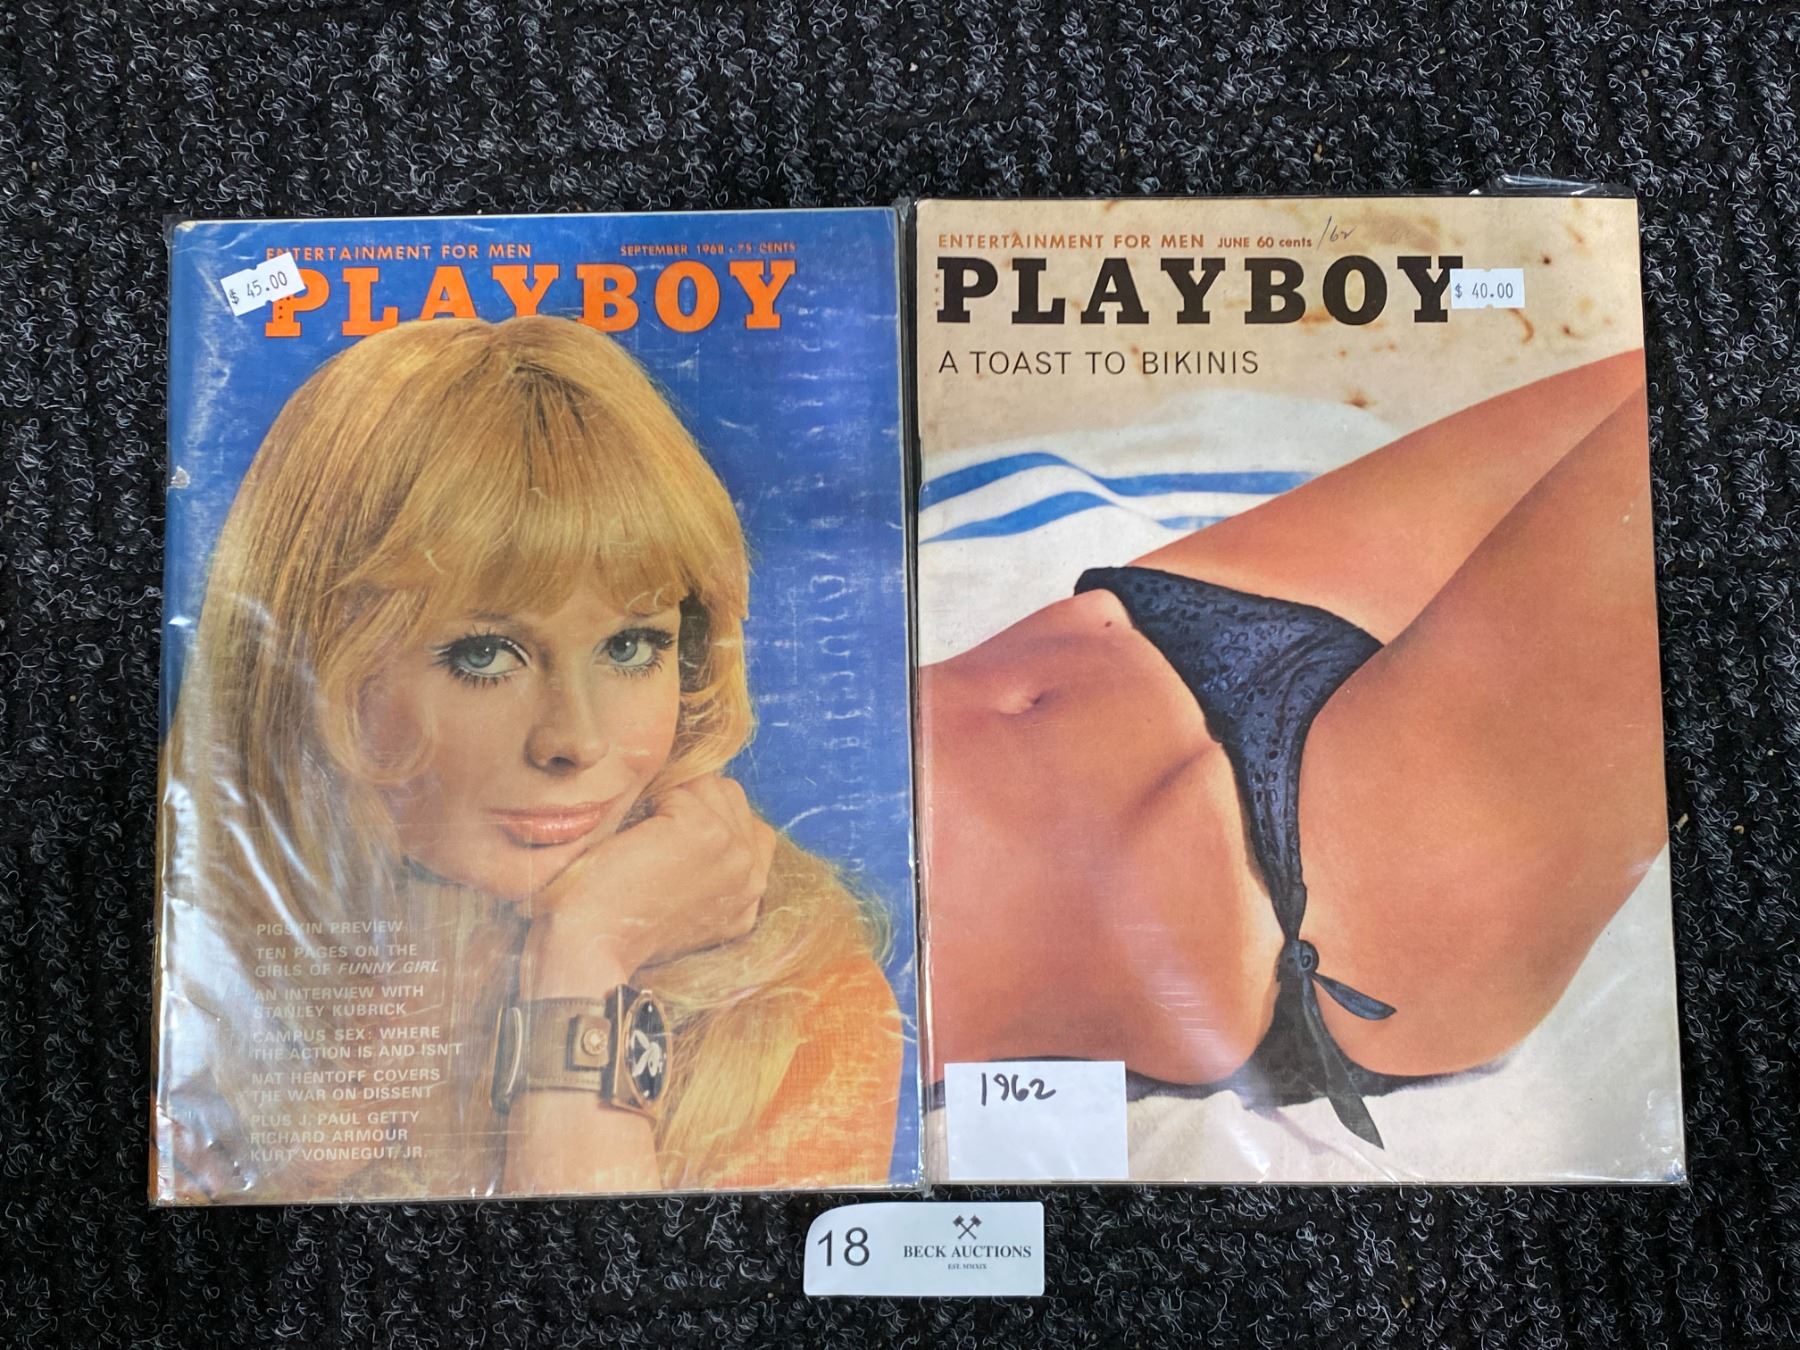 ENTERTAINMENT FOR MEN SEPTEMBER 1968 • 75 CENTS
$ 45.00
PLAYBOY
PIGSKIN PREVIEW
TEN PAGES ON THE
GIRLS OF FUNNY GIRL
AN INTERVIEW WITH
STANLEY KUBRICK
CAMPUS SEX: WHERE
THE ACTION IS AND ISN'T
NAT HENTOFF COVERS
THE WAR ON DISSENT
PLUS J. PAUL GETTY
RICHARD ARMOUR
KURT VONNEGUT, JR.
ENTERTAINMENT FOR MEN JUNE 60 cents /62
PLAYBOY
$ 40.00
A TOAST TO BIKINIS
1962
18
BECK AUCTIONS
EST. MMXIX